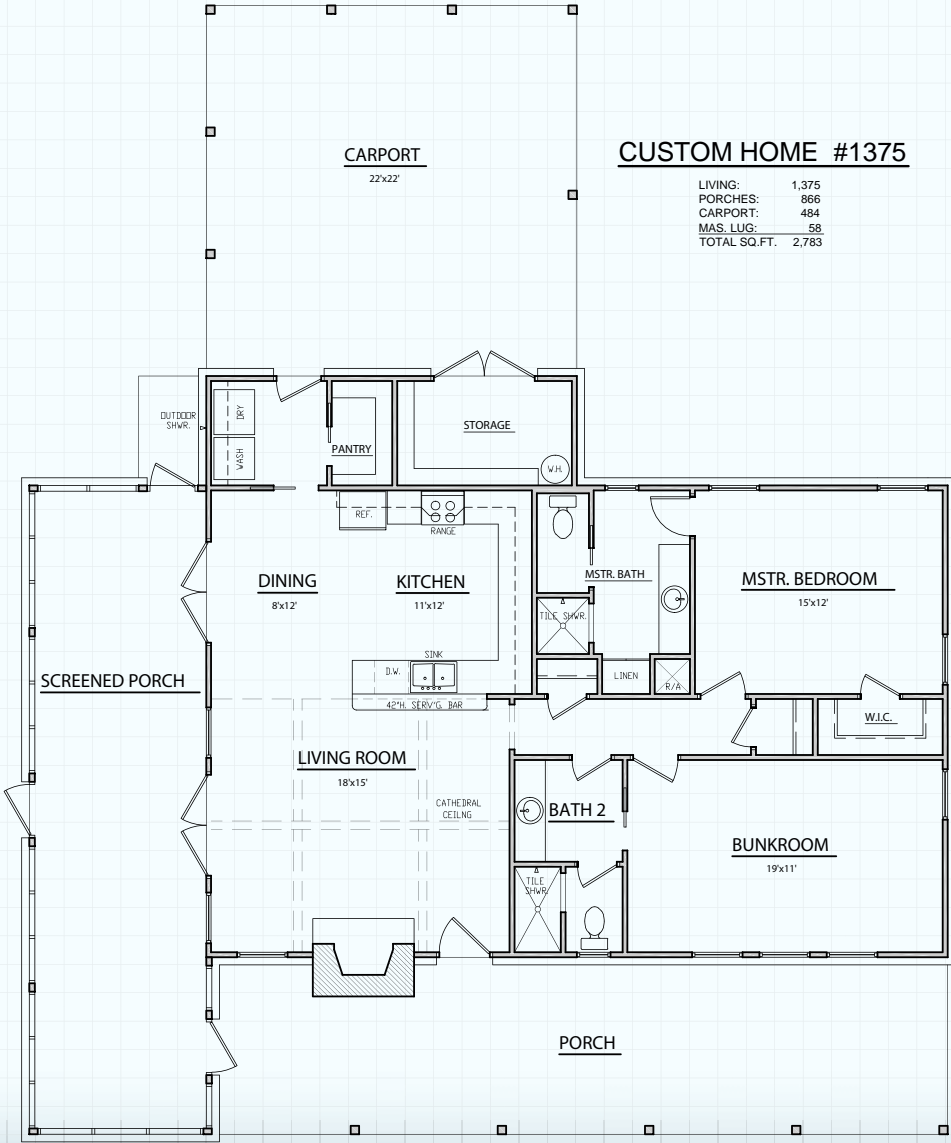 CARPORT
22'x22'
CUSTOM HOME #1375
LIVING: 1,375
PORCHES: 866
CARPORT: 484
MAS. LUG: 58
TOTAL SQ.FT. 2,783
OUTDOOR
SHWR.
DRY
WASH
PANTRY
STORAGE
W.H.
REF.
RANGE
DINING
8'x12'
KITCHEN
11'x12'
MSTR. BATH
MSTR. BEDROOM
15'x12'
TILE SHWR.
SCREENED PORCH
SINK
D.W.
42"H. SERV'G. BAR
LINEN
R/A
W.I.C.
LIVING ROOM
18'x15'
CATHEDRAL
CEILNG
BATH 2
BUNKROOM
19'x11'
TILE
SHWR.
PORCH